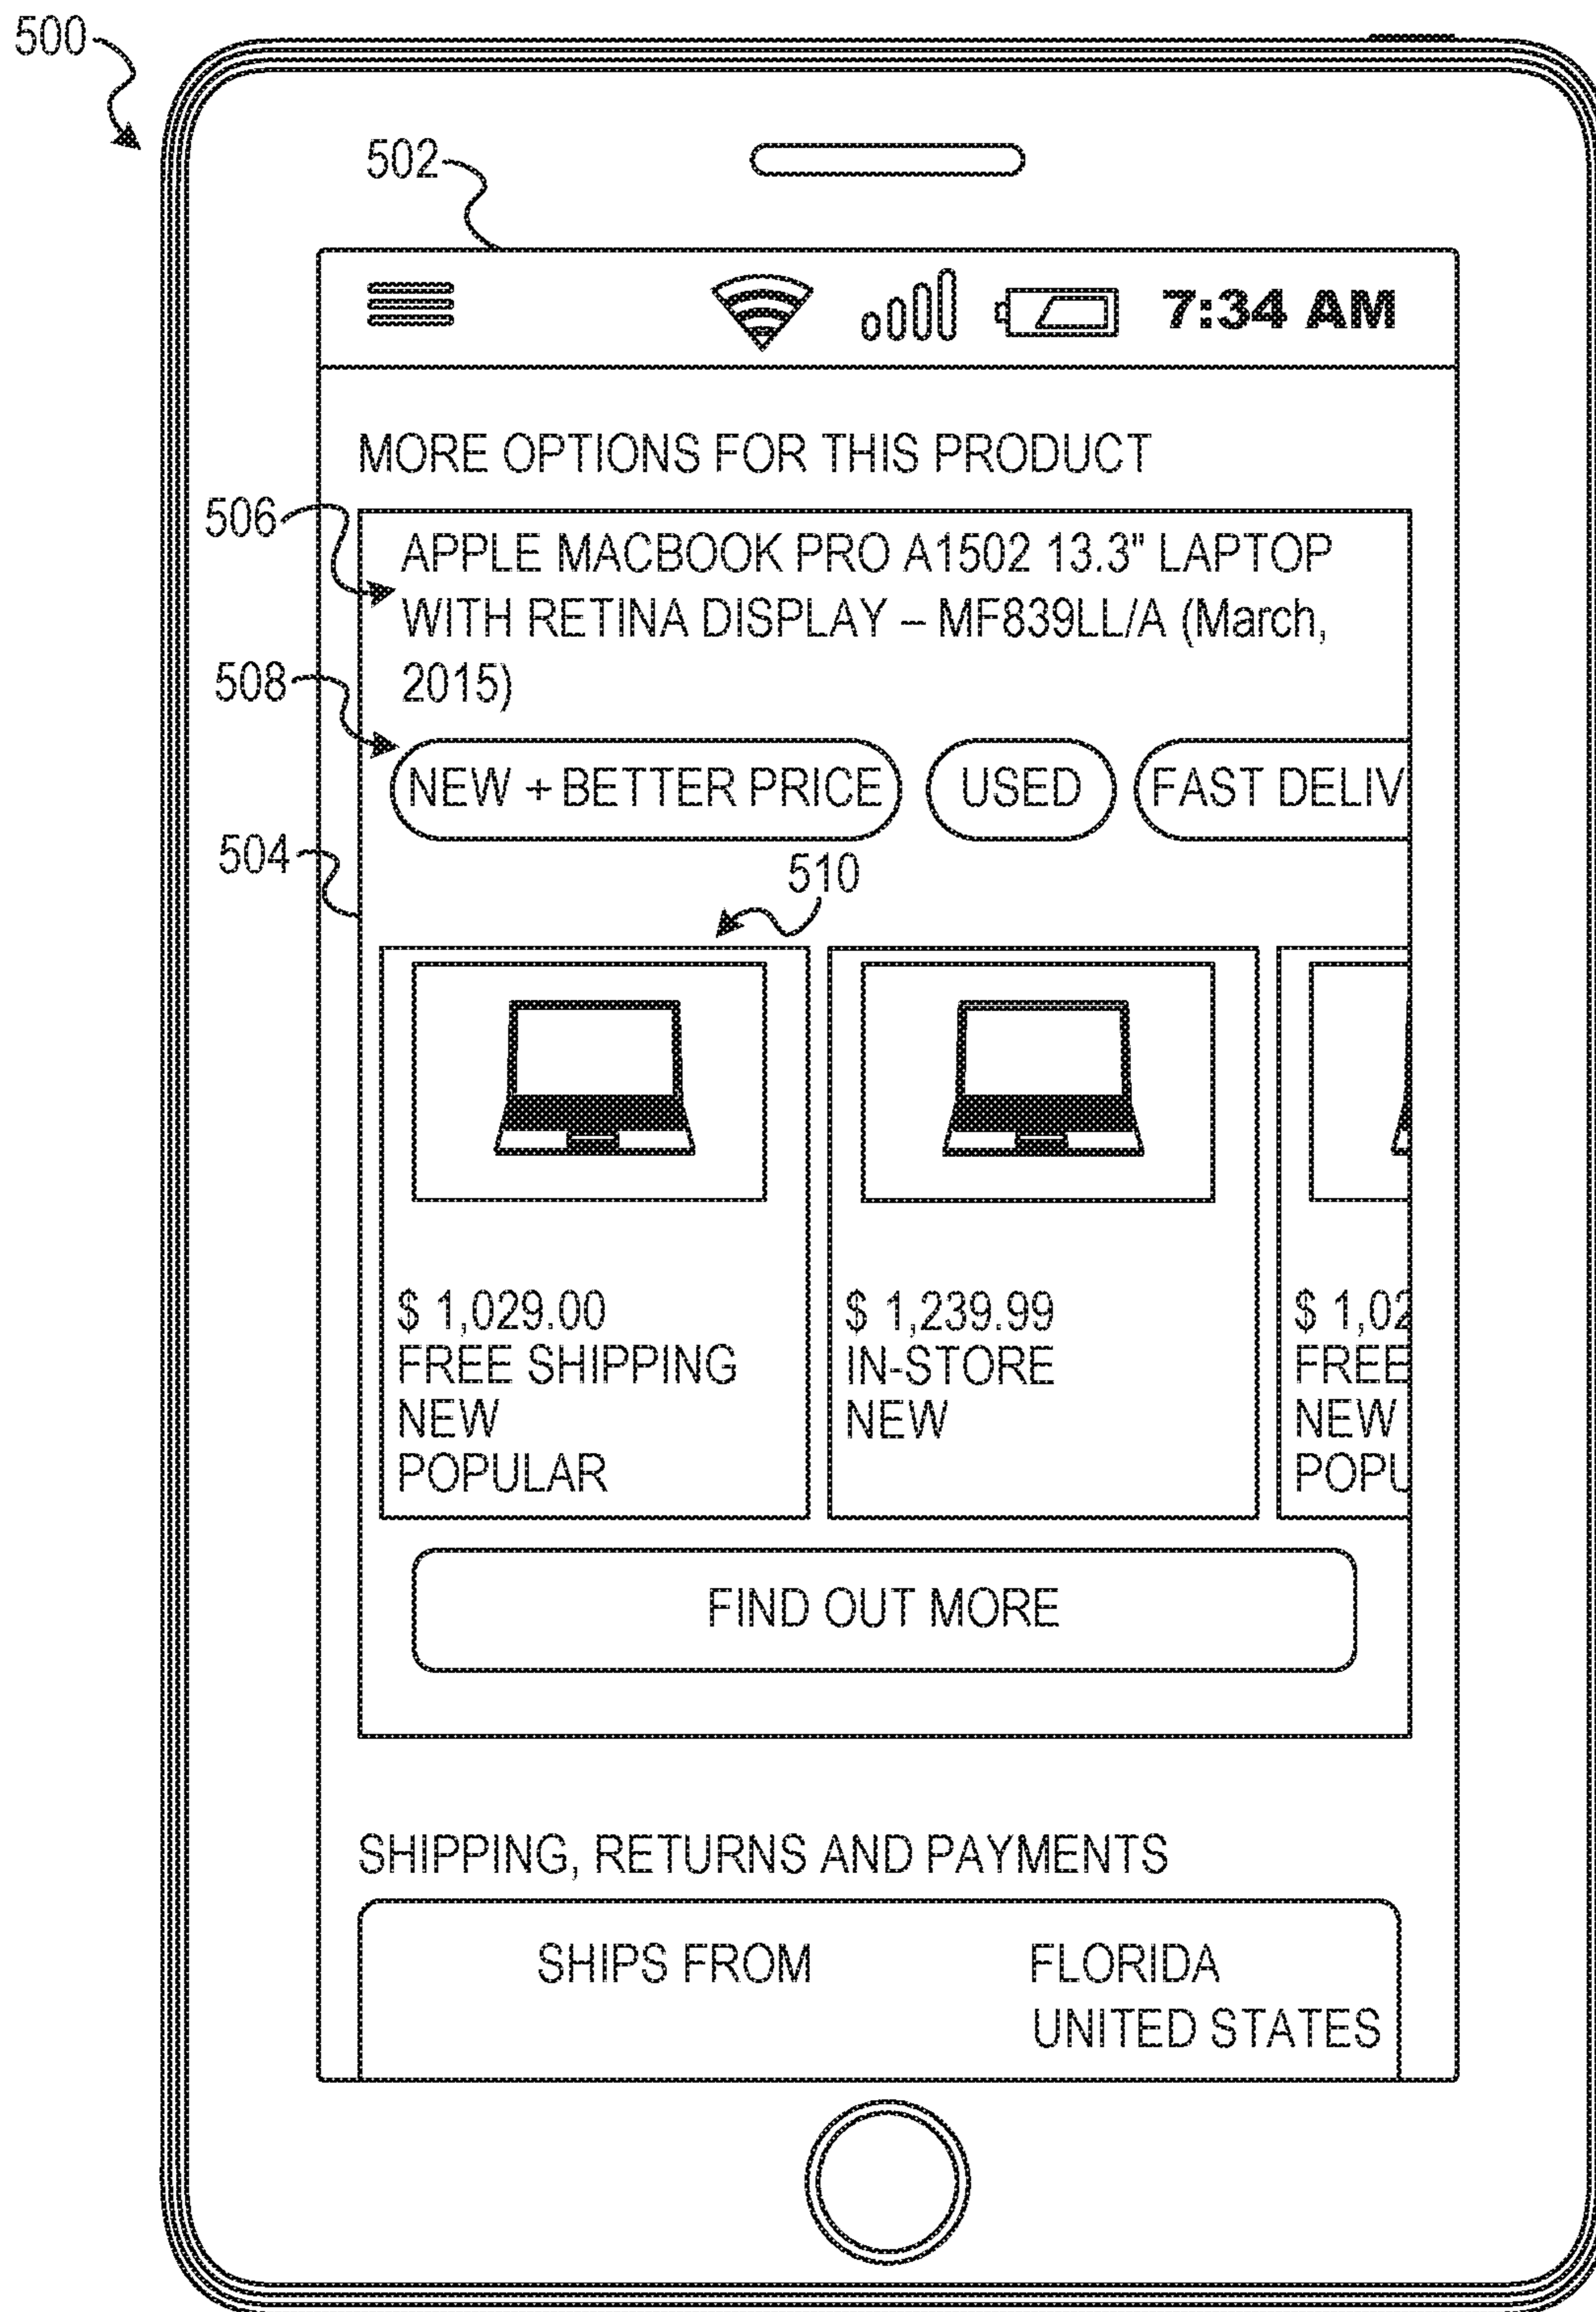 500
502
7:34 AM
MORE OPTIONS FOR THIS PRODUCT
506
APPLE MACBOOK PRO A1502 13.3" LAPTOP
WITH RETINA DISPLAY – MF839LL/A (March,
2015)
508
NEW + BETTER PRICE
USED
FAST DELIV
504
510
$ 1,029.00
FREE SHIPPING
NEW
POPULAR
$ 1,239.99
IN-STORE
NEW
$ 1,02
FREE
NEW
POPU
FIND OUT MORE
SHIPPING, RETURNS AND PAYMENTS
SHIPS FROM
FLORIDA
UNITED STATES